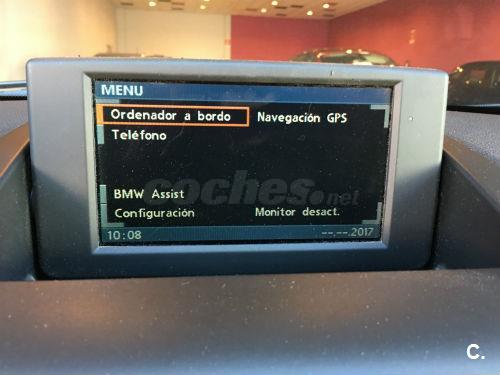 MENU
Ordenador a bordo
Navegación GPS
Teléfono
BMW Assist
coches.net
Configuración
Monitor desact.
10:08
--.--.2017
C.